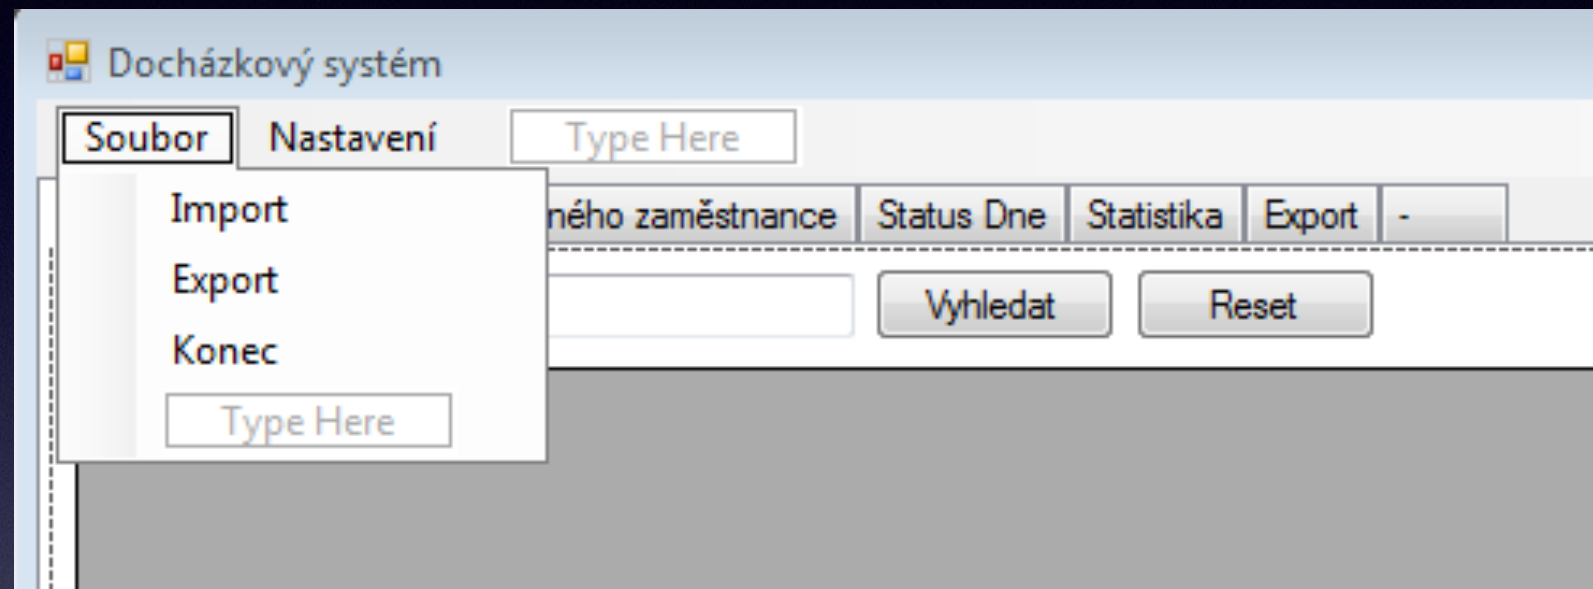 Docházkový systém
Soubor Nastavení Type Here
Import
ného zaměstnance Status Dne Statistika Export -
Export
Vyhledat Reset
Konec
Type Here